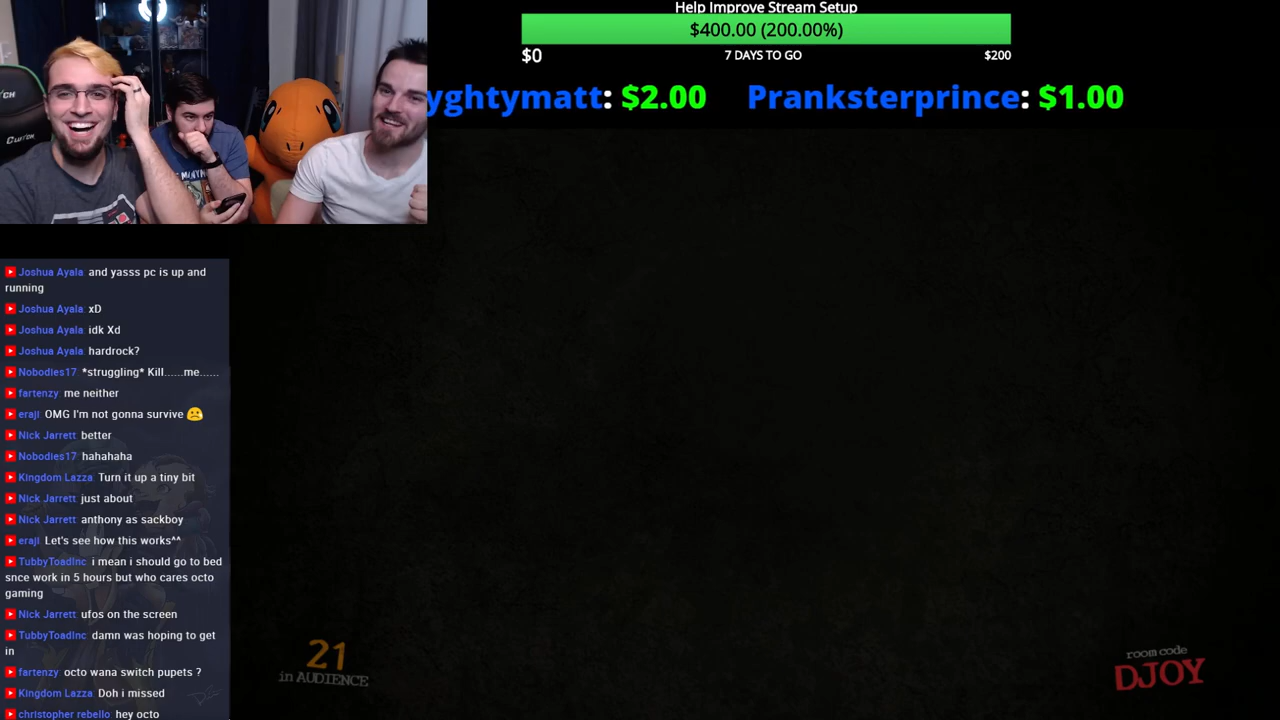 Help Improve Stream Setup
$400.00 (200.00%)
$0 7 DAYS TO GO $200
yghtymatt: $2.00 Pranksterprince: $1.00
Joshua Ayala and yasss pc is up and
running
Joshua Ayala xD
Joshua Ayala idk Xd
Joshua Ayala hardrock?
Nobodies17 *struggling* Kill......me......
fartenzy me neither
eraji OMG I'm not gonna survive ☹️
Nick Jarrett better
Nobodies17 hahahaha
Kingdom Lazza Turn it up a tiny bit
Nick Jarrett just about
Nick Jarrett anthony as sackboy
eraji Let's see how this works^^
TubbyToadInc i mean i should go to bed
snce work in 5 hours but who cares octo
gaming
Nick Jarrett ufos on the screen
TubbyToadInc damn was hoping to get
in
fartenzy octo wana switch pupets ?
Kingdom Lazza Doh i missed
christopher rebello hey octo
21
in AUDIENCE
room code
DJOY